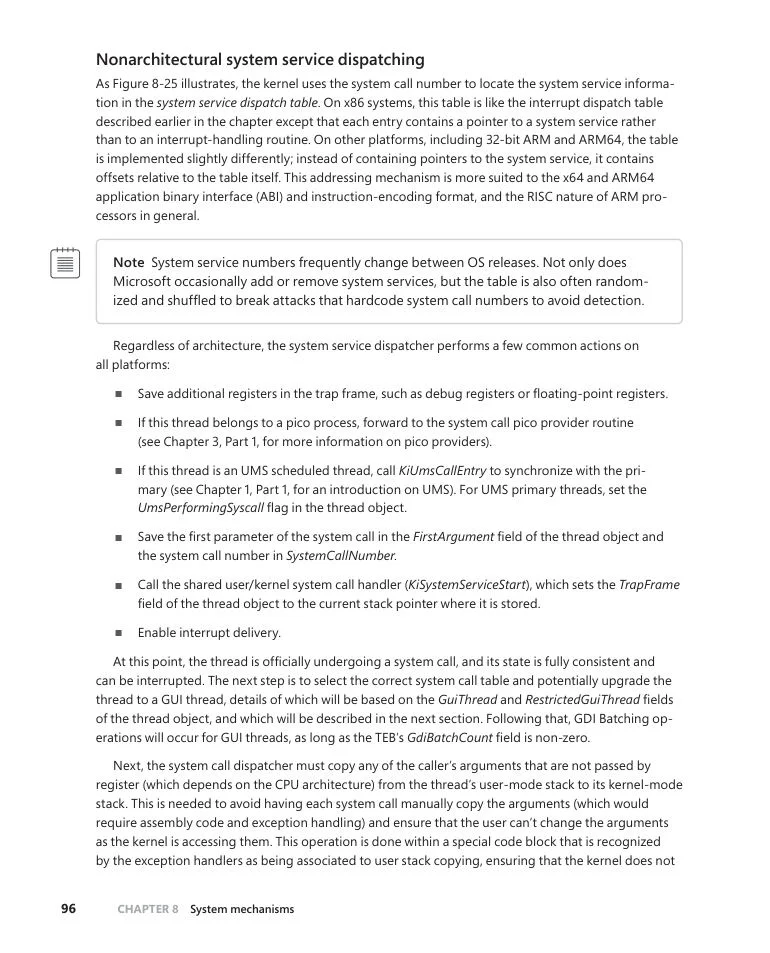 Nonarchitectural system service dispatching
As Figure 8-25 illustrates, the kernel uses the system call number to locate the system service informa-
tion in the system service dispatch table. On x86 systems, this table is like the interrupt dispatch table
described earlier in the chapter except that each entry contains a pointer to a system service rather
than to an interrupt-handling routine. On other platforms, including 32-bit ARM and ARM64, the table
is implemented slightly differently; instead of containing pointers to the system service, it contains
offsets relative to the table itself. This addressing mechanism is more suited to the x64 and ARM64
application binary interface (ABI) and instruction-encoding format, and the RISC nature of ARM pro-
cessors in general.
Note System service numbers frequently change between OS releases. Not only does
Microsoft occasionally add or remove system services, but the table is also often random-
ized and shuffled to break attacks that hardcode system call numbers to avoid detection.
Regardless of architecture, the system service dispatcher performs a few common actions on
all platforms:
■ Save additional registers in the trap frame, such as debug registers or floating-point registers.
■ If this thread belongs to a pico process, forward to the system call pico provider routine
(see Chapter 3, Part 1, for more information on pico providers).
■ If this thread is an UMS scheduled thread, call KiUmsCallEntry to synchronize with the pri-
mary (see Chapter 1, Part 1, for an introduction on UMS). For UMS primary threads, set the
UmsPerformingSyscall flag in the thread object.
■ Save the first parameter of the system call in the FirstArgument field of the thread object and
the system call number in SystemCallNumber.
■ Call the shared user/kernel system call handler (KiSystemServiceStart), which sets the TrapFrame
field of the thread object to the current stack pointer where it is stored.
■ Enable interrupt delivery.
At this point, the thread is officially undergoing a system call, and its state is fully consistent and
can be interrupted. The next step is to select the correct system call table and potentially upgrade the
thread to a GUI thread, details of which will be based on the GuiThread and RestrictedGuiThread fields
of the thread object, and which will be described in the next section. Following that, GDI Batching op-
erations will occur for GUI threads, as long as the TEB's GdiBatchCount field is non-zero.
Next, the system call dispatcher must copy any of the caller's arguments that are not passed by
register (which depends on the CPU architecture) from the thread's user-mode stack to its kernel-mode
stack. This is needed to avoid having each system call manually copy the arguments (which would
require assembly code and exception handling) and ensure that the user can't change the arguments
as the kernel is accessing them. This operation is done within a special code block that is recognized
by the exception handlers as being associated to user stack copying, ensuring that the kernel does not
96 CHAPTER 8 System mechanisms